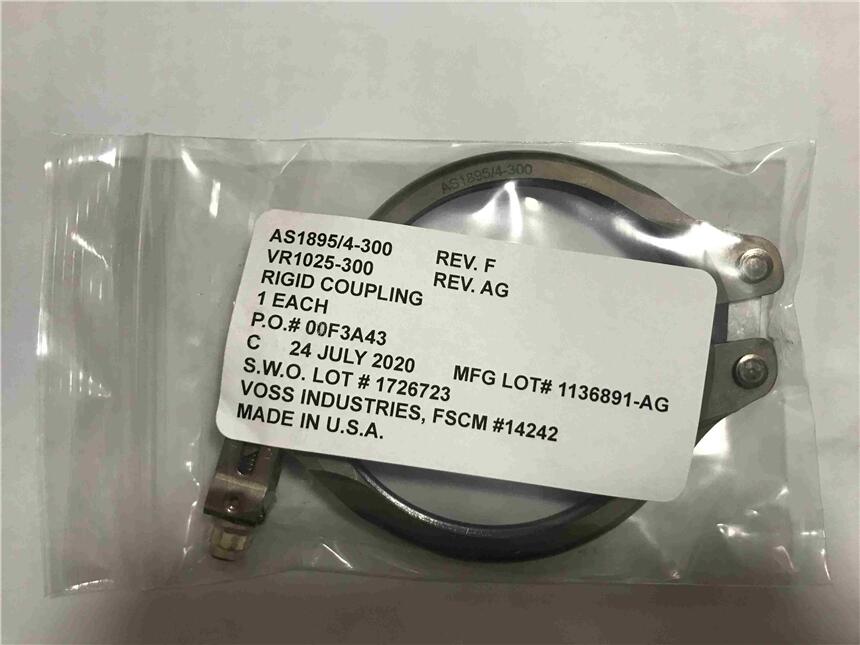 AS1895/4-300
AS1895/4-300 REV. F
VR1025-300 REV. AG
RIGID COUPLING
1 EACH
P.O.# 00F3A43
C 24 JULY 2020 MFG LOT# 1136891-AG
S.W.O. LOT # 1726723
VOSS INDUSTRIES, FSCM #14242
MADE IN U.S.A.